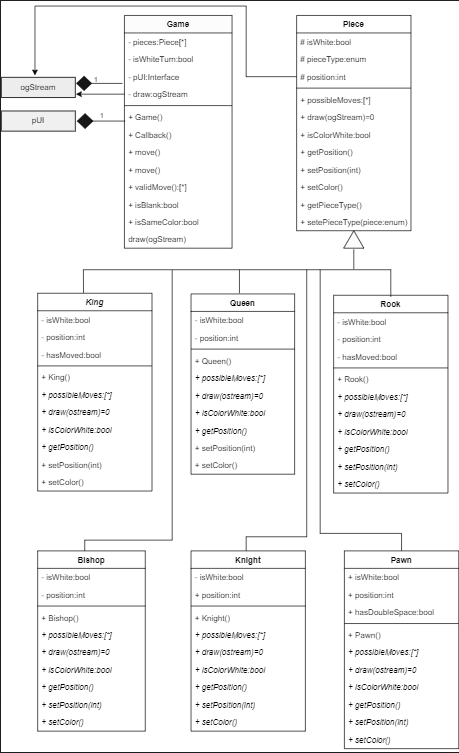 Game
- pieces:Piece[*]
- isWhiteTurn:bool
- pUI:Interface
- draw:ogStream
+ Game()
+ Callback()
+ move()
+ move()
+ validMove():[*]
+ isBlank:bool
+ isSameColor:bool
draw(ogStream)
ogStream
1
pUI
1
Piece
# isWhite:bool
# pieceType:enum
# position:int
+ possibleMoves:[*]
+ draw(ogStream)=0
+ isColorWhite:bool
+ getPosition()
+ setPosition(int)
+ setColor()
+ getPieceType()
+ setePieceType(piece:enum)
King
- isWhite:bool
- position:int
- hasMoved:bool
+ King()
+ possibleMoves:[*]
+ draw(ostream)=0
+ isColorWhite:bool
+ getPosition()
+ setPosition(int)
+ setColor()
Queen
- isWhite:bool
- position:int
+ Queen()
+ possibleMoves:[*]
+ draw(ostream)=0
+ isColorWhite:bool
+ getPosition()
+ setPosition(int)
+ setColor()
Rook
- isWhite:bool
- position:int
- hasMoved:bool
+ Rook()
+ possibleMoves:[*]
+ draw(ostream)=0
+ isColorWhite:bool
+ getPosition()
+ setPosition(int)
+ setColor()
Bishop
- isWhite:bool
- position:int
+ Bishop()
+ possibleMoves:[*]
+ draw(ostream)=0
+ isColorWhite:bool
+ getPosition()
+ setPosition(int)
+ setColor()
Knight
- isWhite:bool
+ position:int
+ Knight()
+ possibleMoves:[*]
+ draw(ostream)=0
+ isColorWhite:bool
+ getPosition()
+ setPosition(int)
+ setColor()
Pawn
+ isWhite:bool
+ position:int
+ hasDoubleSpace:bool
+ Pawn()
+ possibleMoves:[*]
+ draw(ostream)=0
+ isColorWhite:bool
+ getPosition()
+ setPosition(int)
+ setColor()